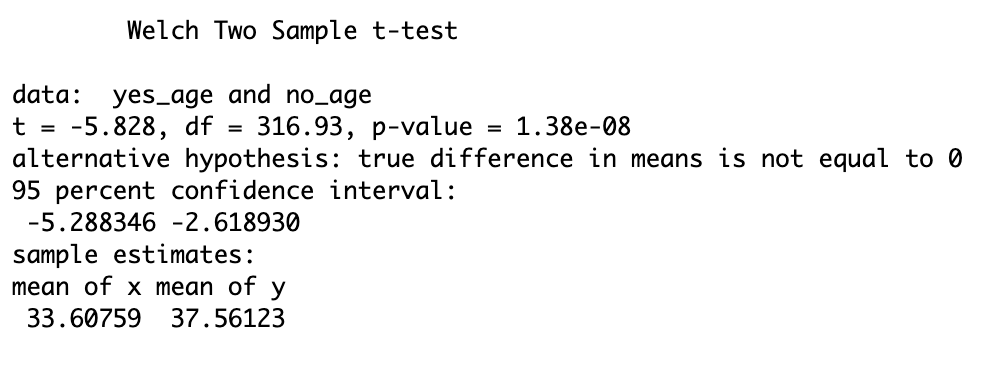 Welch Two Sample t-test
data:  yes_age and no_age
t = -5.828, df = 316.93, p-value = 1.38e-08
alternative hypothesis: true difference in means is not equal to 0
95 percent confidence interval:
 -5.288346 -2.618930
sample estimates:
mean of x mean of y
 33.60759  37.56123